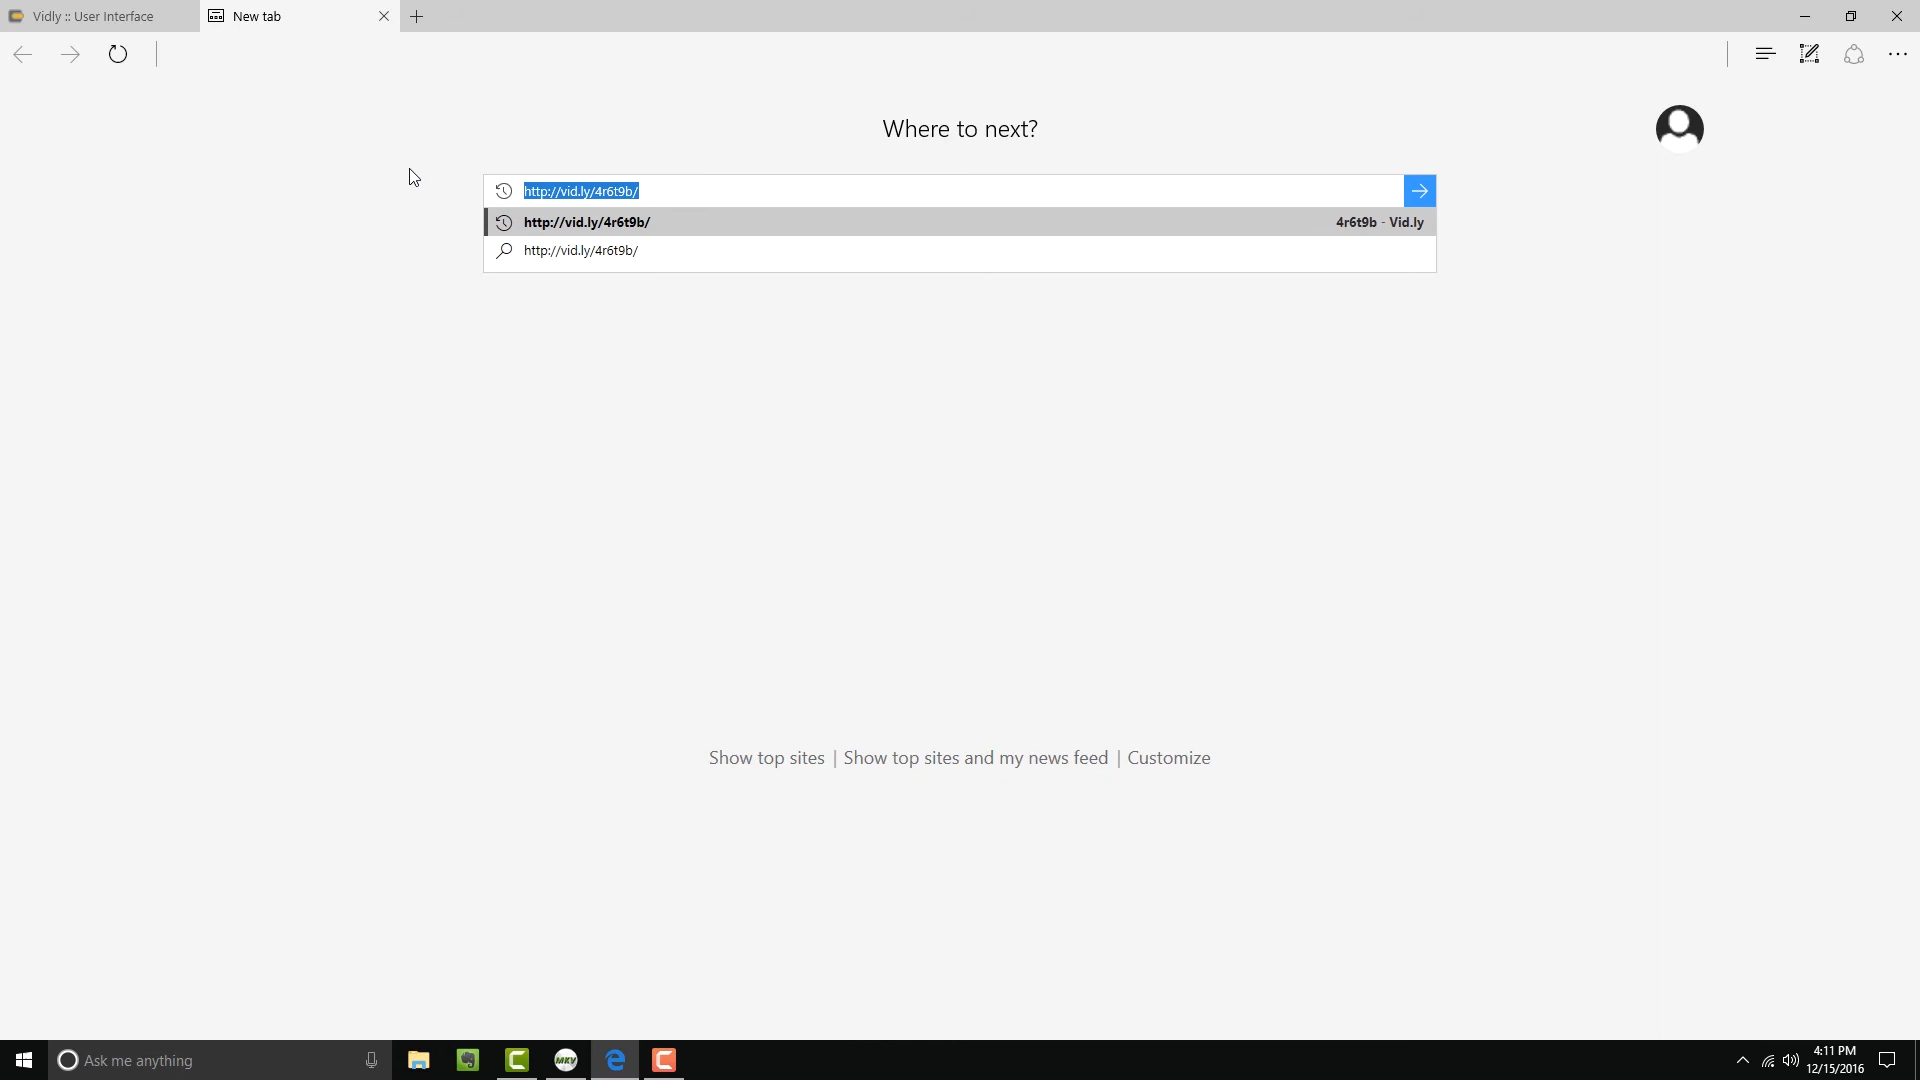 Vidly :: User Interface
New tab
Where to next?
http://vid.ly/4r6t9b/
http://vid.ly/4r6t9b/ 4r6t9b - Vid.ly
http://vid.ly/4r6t9b/
Show top sites | Show top sites and my news feed | Customize
Ask me anything
MKV
4:11 PM
12/15/2016